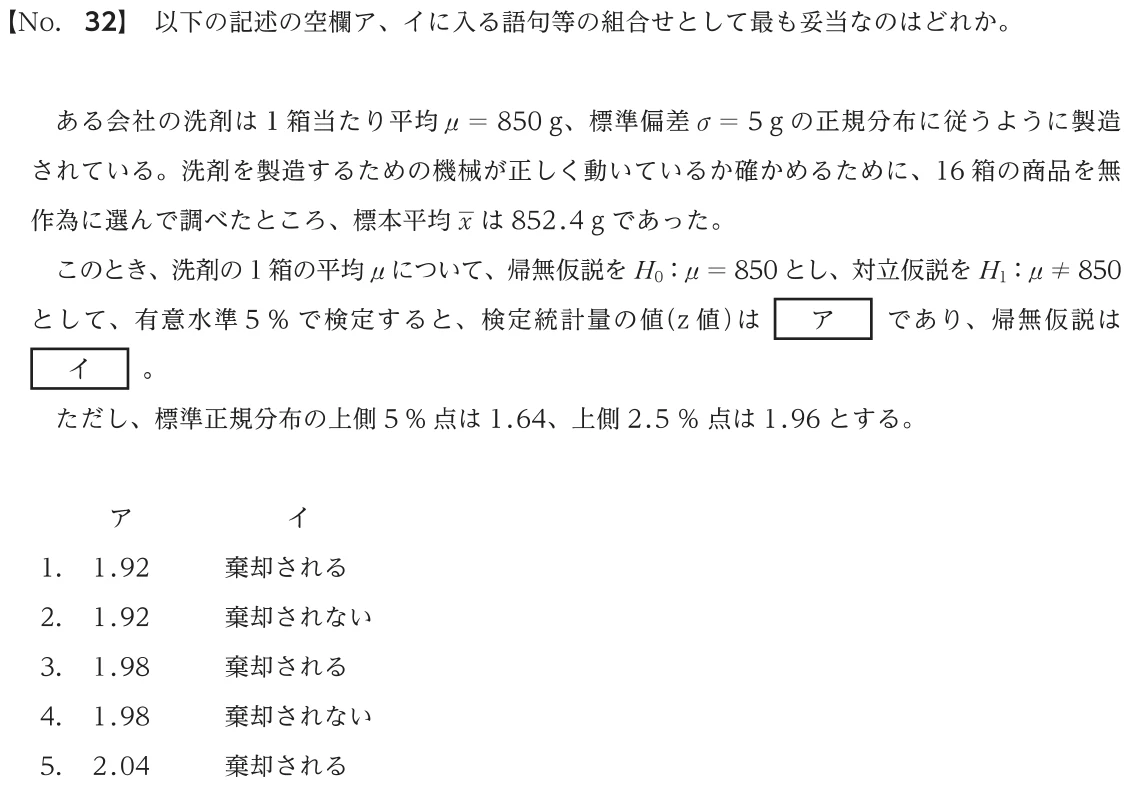 【No. 32】 以下の記述の空欄ア、イに入る語句等の組合せとして最も妥当なのはどれか。
ある会社の洗剤は 1 箱当たり平均 μ = 850 g、標準偏差 σ = 5 g の正規分布に従うように製造
されている。洗剤を製造するための機械が正しく動いているか確かめるために、16 箱の商品を無
作為に選んで調べたところ、標本平均 x̄ は 852.4 g であった。
このとき、洗剤の 1 箱の平均 μ について、帰無仮説を H₀：μ = 850 とし、対立仮説を H₁：μ ≠ 850
として、有意水準 5 % で検定すると、検定統計量の値(z 値)は ア であり、帰無仮説は
イ 。
ただし、標準正規分布の上側 5 % 点は 1.64、上側 2.5 % 点は 1.96 とする。
ア イ
1. 1.92 棄却される
2. 1.92 棄却されない
3. 1.98 棄却される
4. 1.98 棄却されない
5. 2.04 棄却される